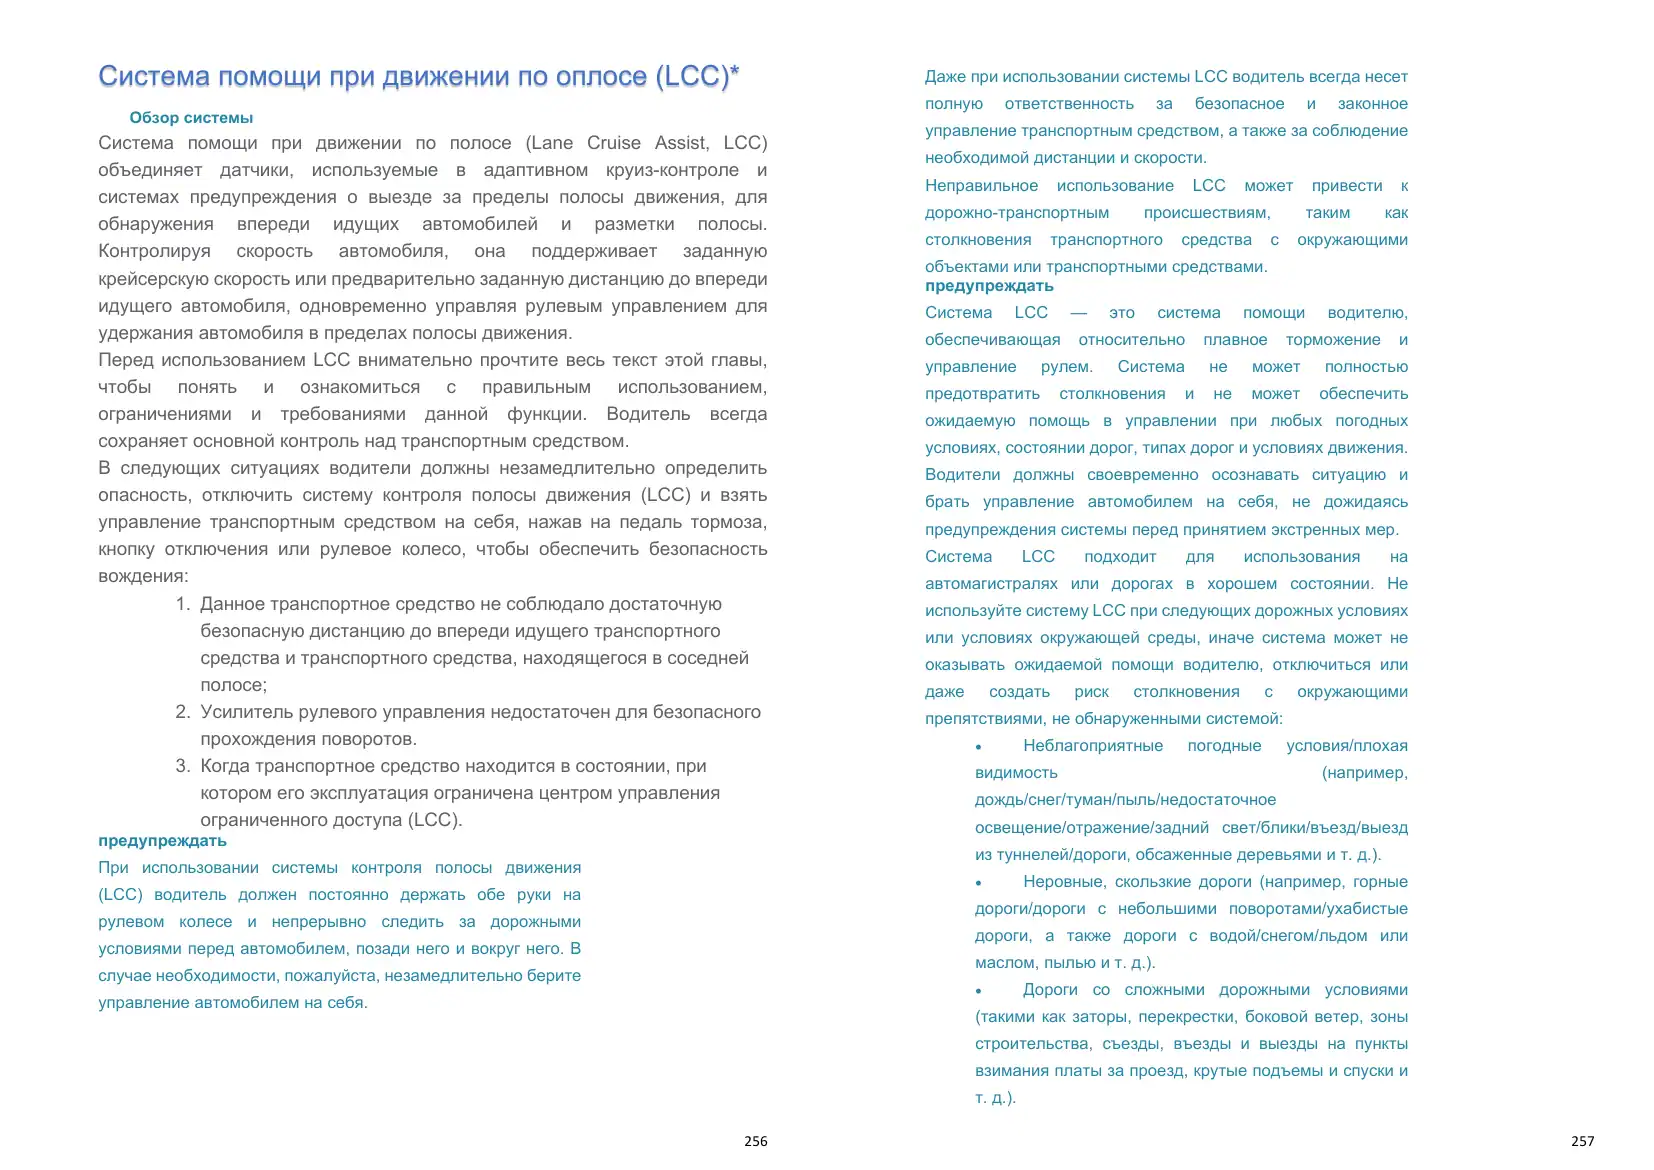 Система помощи при движении по оплосе (LCC)*
Обзор системы
Система помощи при движении по полосе (Lane Cruise Assist, LCC)
объединяет датчики, используемые в адаптивном круиз-контроле и
системах предупреждения о выезде за пределы полосы движения, для
обнаружения впереди идущих автомобилей и разметки полосы.
Контролируя скорость автомобиля, она поддерживает заданную
крейсерскую скорость или предварительно заданную дистанцию до впереди
идущего автомобиля, одновременно управляя рулевым управлением для
удержания автомобиля в пределах полосы движения.
Перед использованием LCC внимательно прочтите весь текст этой главы,
чтобы понять и ознакомиться с правильным использованием,
ограничениями и требованиями данной функции. Водитель всегда
сохраняет основной контроль над транспортным средством.
В следующих ситуациях водители должны незамедлительно определить
опасность, отключить систему контроля полосы движения (LCC) и взять
управление транспортным средством на себя, нажав на педаль тормоза,
кнопку отключения или рулевое колесо, чтобы обеспечить безопасность
вождения:
1. Данное транспортное средство не соблюдало достаточную
безопасную дистанцию до впереди идущего транспортного
средства и транспортного средства, находящегося в соседней
полосе;
2. Усилитель рулевого управления недостаточен для безопасного
прохождения поворотов.
3. Когда транспортное средство находится в состоянии, при
котором его эксплуатация ограничена центром управления
ограниченного доступа (LCC).
предупреждать
При использовании системы контроля полосы движения
(LCC) водитель должен постоянно держать обе руки на
рулевом колесе и непрерывно следить за дорожными
условиями перед автомобилем, позади него и вокруг него. В
случае необходимости, пожалуйста, незамедлительно берите
управление автомобилем на себя.
256
Даже при использовании системы LCC водитель всегда несет
полную ответственность за безопасное и законное
управление транспортным средством, а также за соблюдение
необходимой дистанции и скорости.
Неправильное использование LCC может привести к
дорожно-транспортным происшествиям, таким как
столкновения транспортного средства с окружающими
объектами или транспортными средствами.
предупреждать
Система LCC — это система помощи водителю,
обеспечивающая относительно плавное торможение и
управление рулем. Система не может полностью
предотвратить столкновения и не может обеспечить
ожидаемую помощь в управлении при любых погодных
условиях, состоянии дорог, типах дорог и условиях движения.
Водители должны своевременно осознавать ситуацию и
брать управление автомобилем на себя, не дожидаясь
предупреждения системы перед принятием экстренных мер.
Система LCC подходит для использования на
автомагистралях или дорогах в хорошем состоянии. Не
используйте систему LCC при следующих дорожных условиях
или условиях окружающей среды, иначе система может не
оказывать ожидаемой помощи водителю, отключиться или
даже создать риск столкновения с окружающими
препятствиями, не обнаруженными системой:
• Неблагоприятные погодные условия/плохая
видимость (например,
дождь/снег/туман/пыль/недостаточное
освещение/отражение/задний свет/блики/въезд/выезд
из туннелей/дороги, обсаженные деревьями и т. д.).
• Неровные, скользкие дороги (например, горные
дороги/дороги с небольшими поворотами/ухабистые
дороги, а также дороги с водой/снегом/льдом или
маслом, пылью и т. д.).
• Дороги со сложными дорожными условиями
(такими как заторы, перекрестки, боковой ветер, зоны
строительства, съезды, въезды и выезды на пункты
взимания платы за проезд, крутые подъемы и спуски и
т. д.).
257